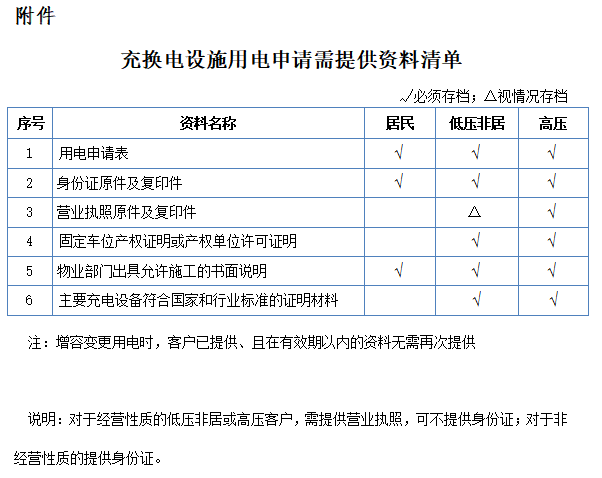 附件
充换电设施用电申请需提供资料清单
√必须存档；△视情况存档
序号 资料名称 居民 低压非居 高压
1 用电申请表 √ √ √
2 身份证原件及复印件 √ √ √
3 营业执照原件及复印件 △ √
4 固定车位产权证明或产权单位许可证明 √ √
5 物业部门出具允许施工的书面说明 √ √ √
6 主要充电设备符合国家和行业标准的证明材料 √ √
注：增容变更用电时，客户已提供、且在有效期以内的资料无需再次提供
说明：对于经营性质的低压非居或高压客户，需提供营业执照，可不提供身份证；对于非
经营性质的提供身份证。